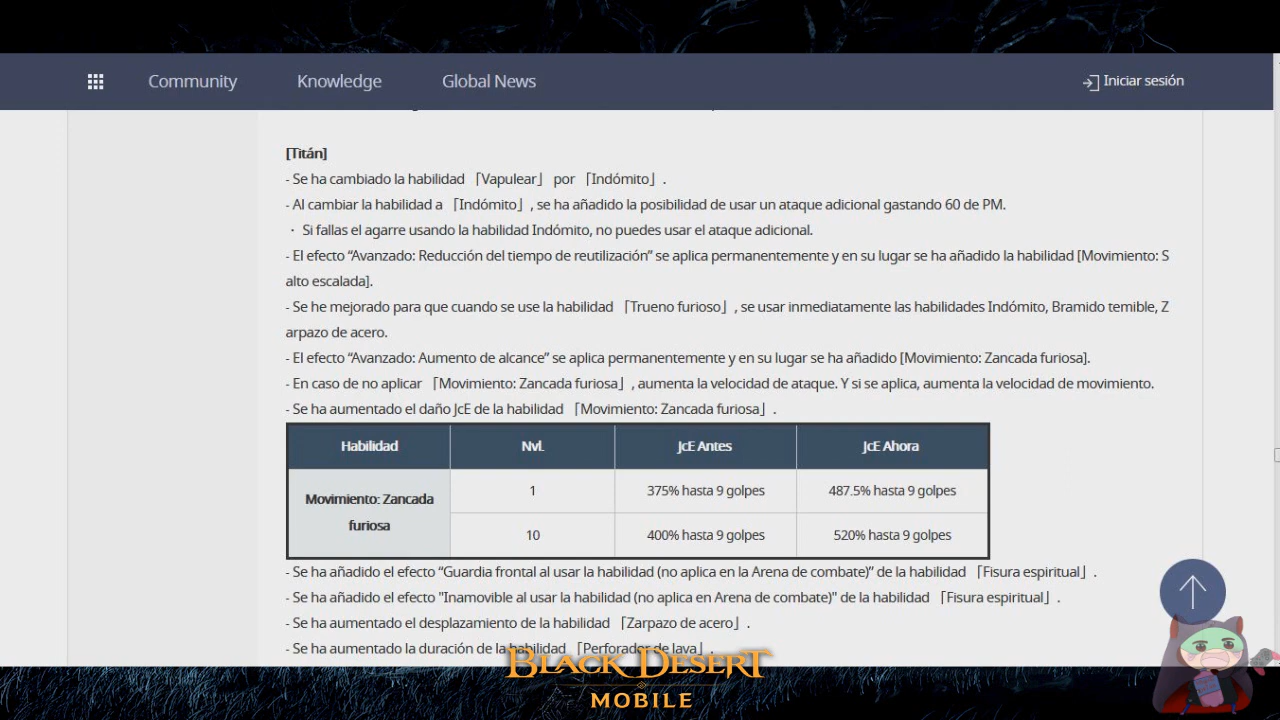 Community Knowledge Global News Iniciar sesión
[Titán]
- Se ha cambiado la habilidad 「Vapulear」 por 「Indómito」.
- Al cambiar la habilidad a 「Indómito」, se ha añadido la posibilidad de usar un ataque adicional gastando 60 de PM.
・ Si fallas el agarre usando la habilidad Indómito, no puedes usar el ataque adicional.
- El efecto “Avanzado: Reducción del tiempo de reutilización” se aplica permanentemente y en su lugar se ha añadido la habilidad [Movimiento: S
alto escalada].
- Se he mejorado para que cuando se use la habilidad 「Trueno furioso」, se usar inmediatamente las habilidades Indómito, Bramido temible, Z
arpazo de acero.
- El efecto “Avanzado: Aumento de alcance” se aplica permanentemente y en su lugar se ha añadido [Movimiento: Zancada furiosa].
- En caso de no aplicar 「Movimiento: Zancada furiosa」, aumenta la velocidad de ataque. Y si se aplica, aumenta la velocidad de movimiento.
- Se ha aumentado el daño JcE de la habilidad 「Movimiento: Zancada furiosa」.
Habilidad Nvl. JcE Antes JcE Ahora
Movimiento: Zancada
furiosa
1 375% hasta 9 golpes 487.5% hasta 9 golpes
10 400% hasta 9 golpes 520% hasta 9 golpes
- Se ha añadido el efecto “Guardia frontal al usar la habilidad (no aplica en la Arena de combate)” de la habilidad 「Fisura espiritual」.
- Se ha añadido el efecto "Inamovible al usar la habilidad (no aplica en Arena de combate)" de la habilidad 「Fisura espiritual」.
- Se ha aumentado el desplazamiento de la habilidad 「Zarpazo de acero」.
- Se ha aumentado la duración de la habilidad 「Perforador de lava」.
BLACK DESERT
MOBILE